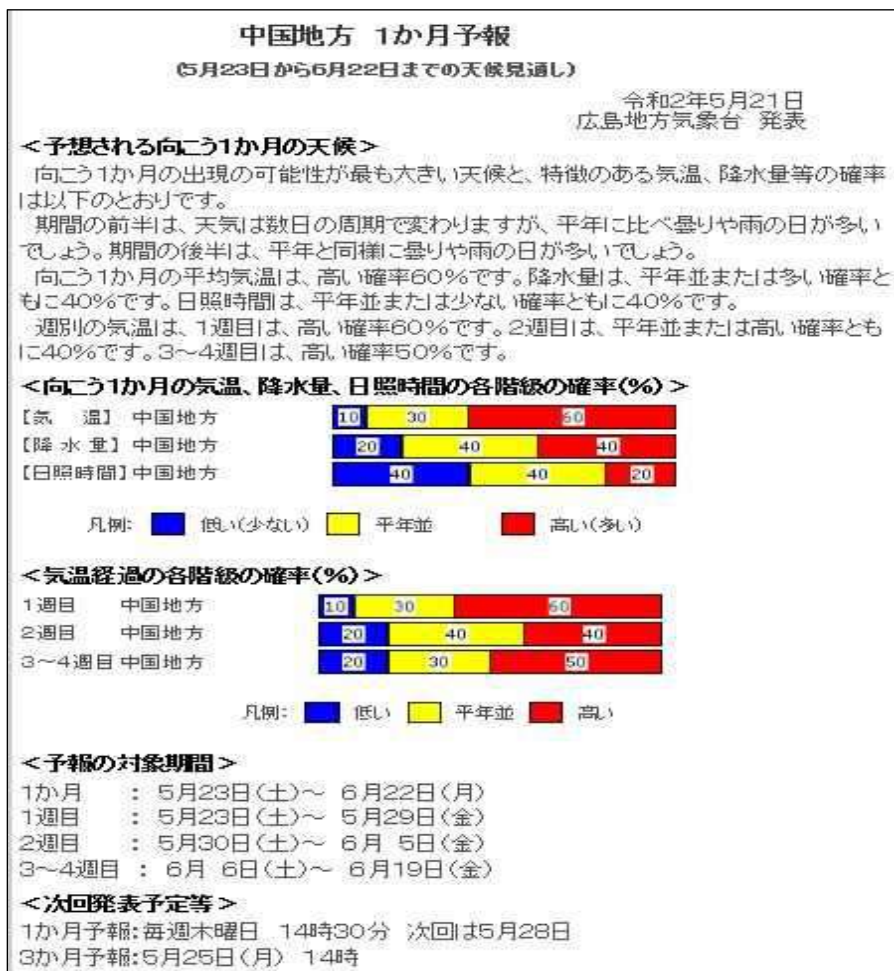 中国地方 1か月予報
(5月23日から6月22日までの天候見通し)
令和2年5月21日
広島地方気象台 発表
<予想される向こう1か月の天候>
向こう1か月の出現の可能性が最も大きい天候と、特徴のある気温、降水量等の確率
は以下のとおりです。
期間の前半は、天気は数日の周期で変わりますが、平年に比べ曇りや雨の日が多い
でしょう。期間の後半は、平年と同様に曇りや雨の日が多いでしょう。
向こう1か月の平均気温は、高い確率60%です。降水量は、平年並または多い確率と
もに40%です。日照時間は、平年並または少ない確率ともに40%です。
週別の気温は、1週目は、高い確率60%です。2週目は、平年並または高い確率とも
に40%です。3～4週目は、高い確率50%です。
<向こう1か月の気温、降水量、日照時間の各階級の確率(%)>
【気 温】 中国地方 10 30 60
【降 水 量】 中国地方 20 40 40
【日照時間】 中国地方 40 40 20
凡例: 低い(少ない) 平年並 高い(多い)
<気温経過の各階級の確率(%)>
1週目 中国地方 10 30 60
2週目 中国地方 20 40 40
3～4週目 中国地方 20 30 50
凡例: 低い 平年並 高い
<予報の対象期間>
1か月 : 5月23日(土)～ 6月22日(月)
1週目 : 5月23日(土)～ 5月29日(金)
2週目 : 5月30日(土)～ 6月 5日(金)
3～4週目 : 6月 6日(土)～ 6月19日(金)
<次回発表予定等>
1か月予報:毎週木曜日 14時30分 次回は5月28日
3か月予報:5月25日(月) 14時